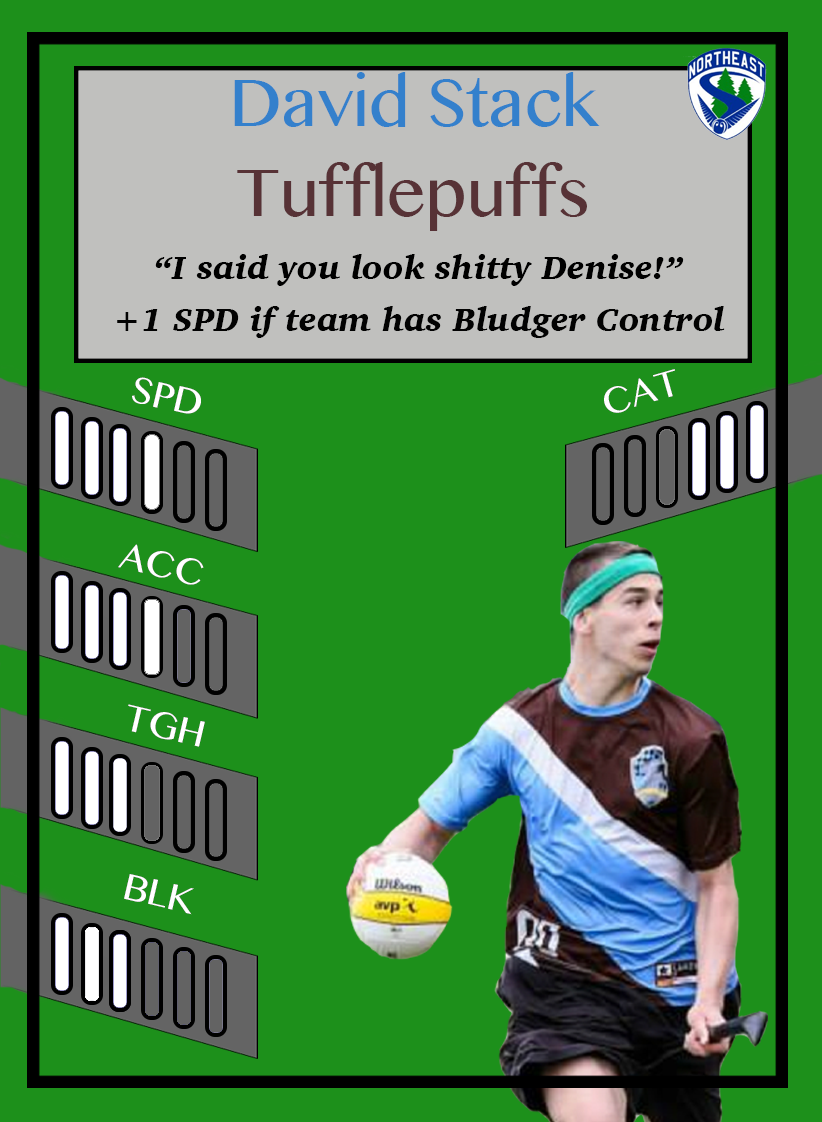 NORTHEAST
David Stack
Tufflepuffs
“I said you look shitty Denise!”
+1 SPD if team has Bludger Control
SPD
CAT
ACC
TGH
BLK
Wilson
avp
00